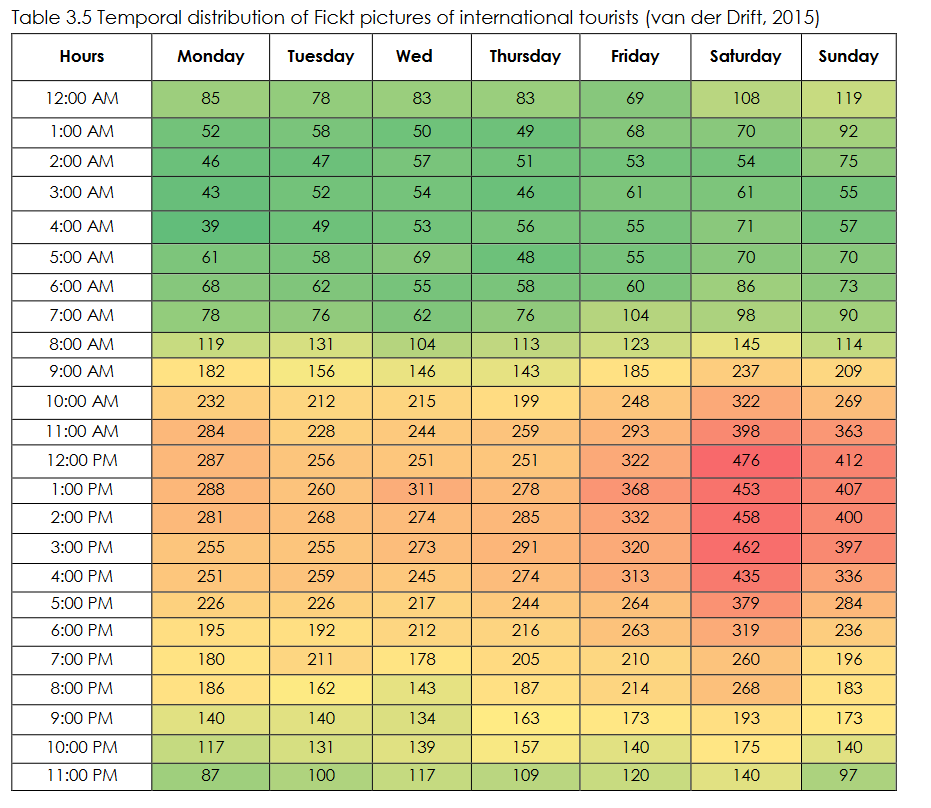 Table 3.5 Temporal distribution of Fickt pictures of international tourists (van der Drift, 2015)
Hours Monday Tuesday Wed Thursday Friday Saturday Sunday
12:00 AM 85 78 83 83 69 108 119
1:00 AM 52 58 50 49 68 70 92
2:00 AM 46 47 57 51 53 54 75
3:00 AM 43 52 54 46 61 61 55
4:00 AM 39 49 53 56 55 71 57
5:00 AM 61 58 69 48 55 70 70
6:00 AM 68 62 55 58 60 86 73
7:00 AM 78 76 62 76 104 98 90
8:00 AM 119 131 104 113 123 145 114
9:00 AM 182 156 146 143 185 237 209
10:00 AM 232 212 215 199 248 322 269
11:00 AM 284 228 244 259 293 398 363
12:00 PM 287 256 251 251 322 476 412
1:00 PM 288 260 311 278 368 453 407
2:00 PM 281 268 274 285 332 458 400
3:00 PM 255 255 273 291 320 462 397
4:00 PM 251 259 245 274 313 435 336
5:00 PM 226 226 217 244 264 379 284
6:00 PM 195 192 212 216 263 319 236
7:00 PM 180 211 178 205 210 260 196
8:00 PM 186 162 143 187 214 268 183
9:00 PM 140 140 134 163 173 193 173
10:00 PM 117 131 139 157 140 175 140
11:00 PM 87 100 117 109 120 140 97